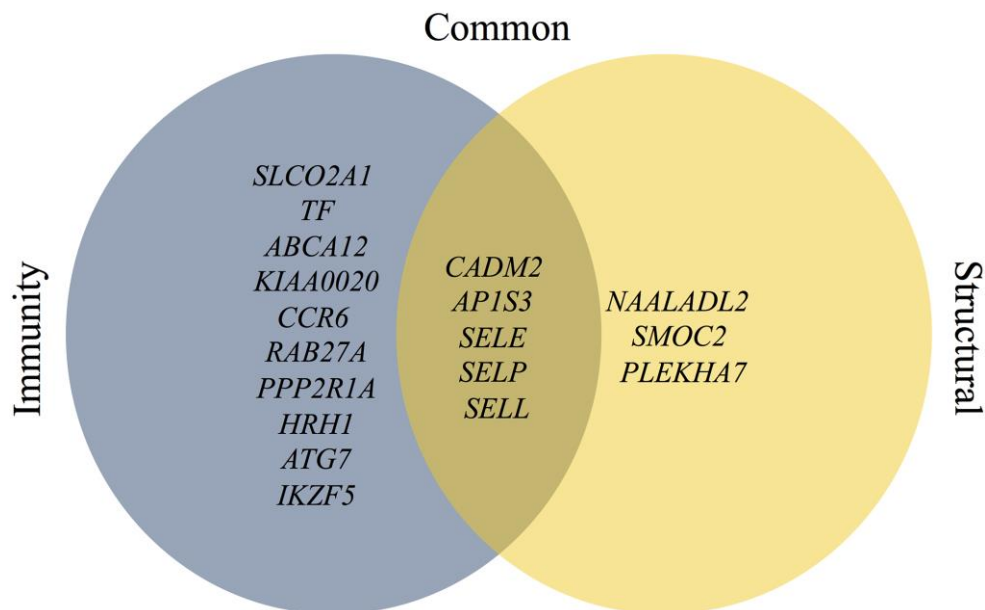 Common
Immunity
SLCO2A1
TF
ABCA12
KIAA0020
CCR6
RAB27A
PPP2R1A
HRH1
ATG7
IKZF5
CADM2
AP1S3
SELE
SELP
SELL
NAALADL2
SMOC2
PLEKHA7
Structural